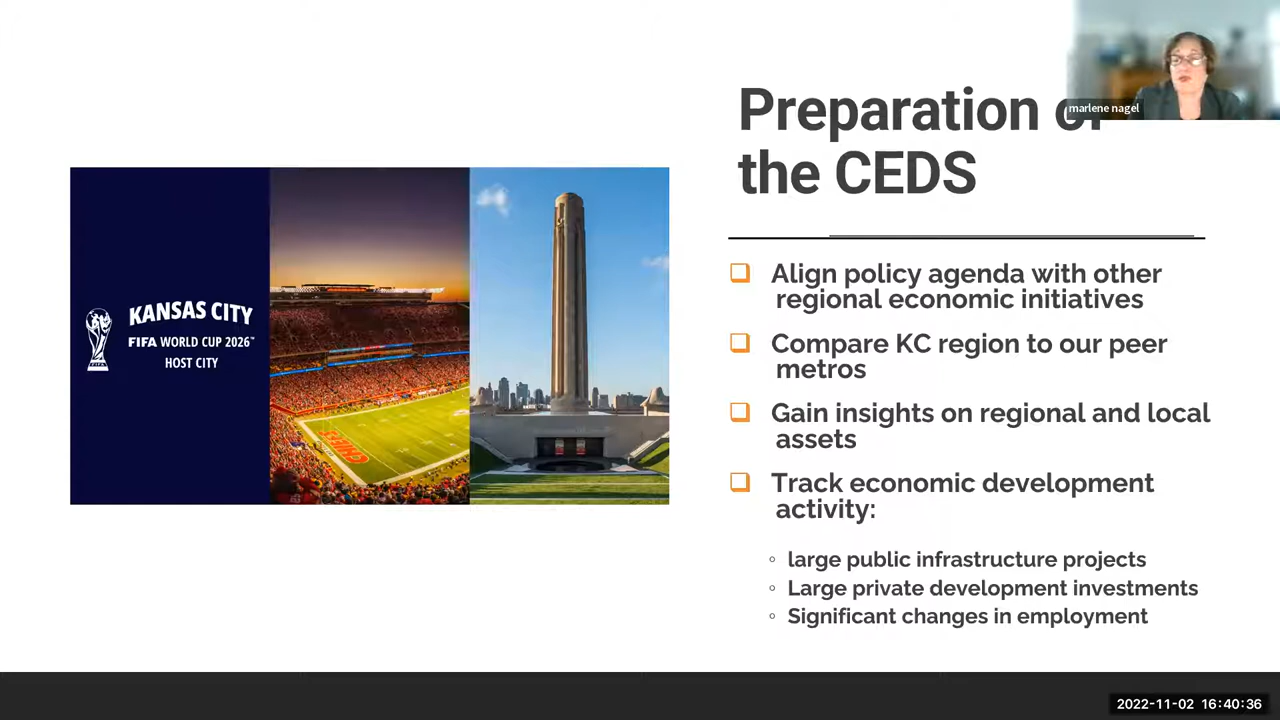 marlene nagel
Preparation of
the CEDS
KANSAS CITY
FIFA WORLD CUP 2026™
HOST CITY
FIFA
CHIEFS
Align policy agenda with other
regional economic initiatives
Compare KC region to our peer
metros
Gain insights on regional and local
assets
Track economic development
activity:
large public infrastructure projects
Large private development investments
Significant changes in employment
2022-11-02 16:40:36